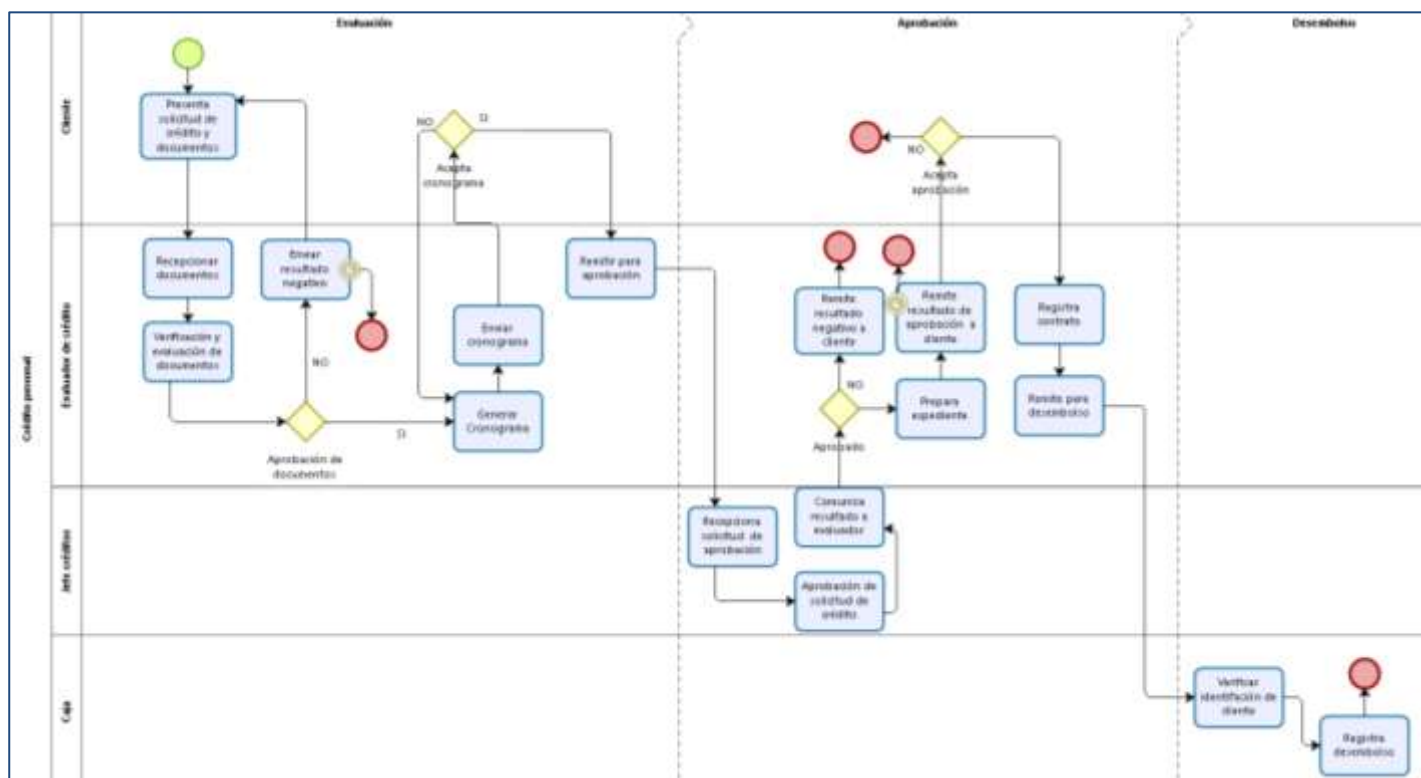 Evaluación
Aprobación
Desembolso
Crédito personal
Cliente
Evaluador de crédito
Jefe créditos
Caja
Presenta
solicitud de
crédito y
documentos
NO
SI
Acepta
cronograma
NO
Acepta
aprobación
Recepcionar
documentos
Enviar
resultado
negativo
Remitir para
aprobación
Verificación y
evaluación de
documentos
NO
Enviar
cronograma
Generar
Cronograma
SI
Aprobación de
documentos
Remite
resultado
negativo a
cliente
Remite
resultado de
aprobación a
cliente
Registra
contrato
NO
Prepara
expediente
Remite para
desembolso
Aprobado
Recepciona
solicitud de
aprobación
Comunica
resultado a
evaluador
Aprobación de
solicitud de
crédito
Verificar
identificación de
cliente
Registra
desembolso